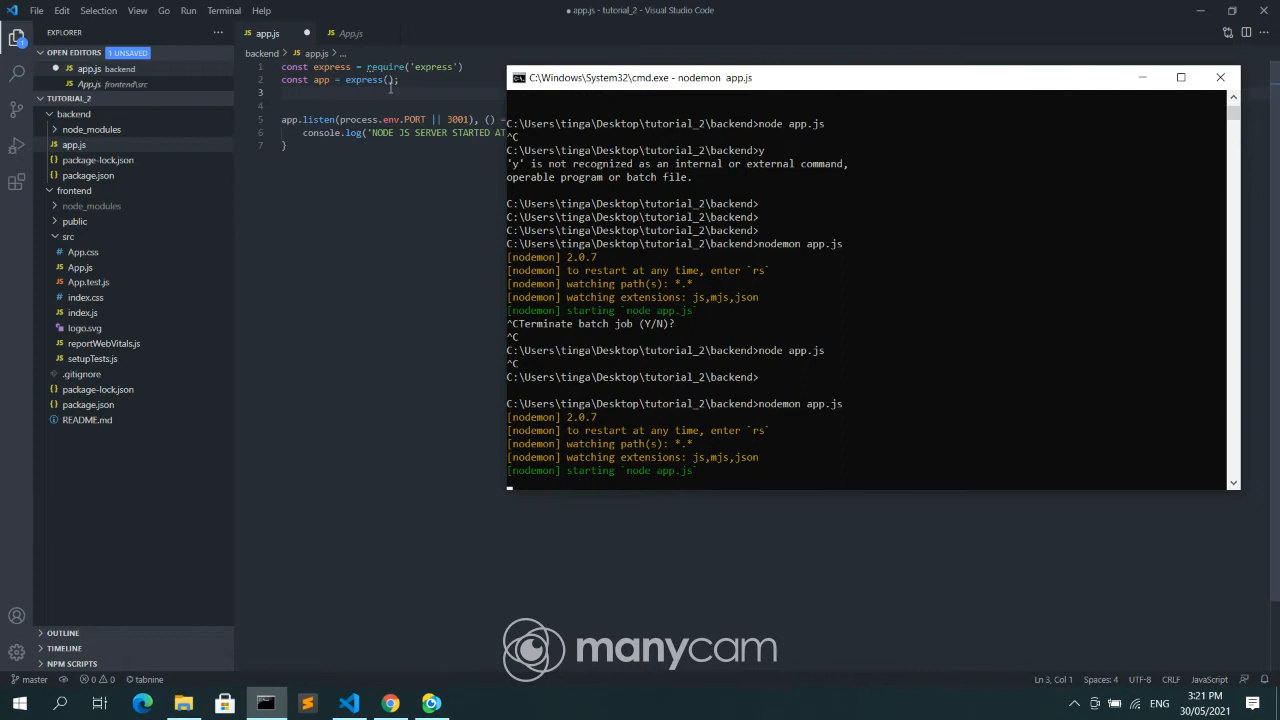 File Edit Selection View Go Run Terminal Help
● app.js - tutorial_2 - Visual Studio Code
EXPLORER
OPEN EDITORS 1 UNSAVED
app.js backend
App.js frontend\src
TUTORIAL_2
backend
node_modules
app.js
package-lock.json
package.json
frontend
node_modules
public
src
App.css
App.js
App.test.js
index.css
index.js
logo.svg
reportWebVitals.js
setupTests.js
.gitignore
package-lock.json
package.json
README.md
OUTLINE
TIMELINE
NPM SCRIPTS
app.js
App.js
backend > app.js > ...
1 const express = require('express')
2 const app = express();
3
4
5 app.listen(process.env.PORT || 3001), () =
6 console.log('NODE JS SERVER STARTED AT
7 }
C:\Windows\System32\cmd.exe - nodemon app.js
C:\Users\tinga\Desktop\tutorial_2\backend>node app.js
^C
C:\Users\tinga\Desktop\tutorial_2\backend>y
'y' is not recognized as an internal or external command,
operable program or batch file.
C:\Users\tinga\Desktop\tutorial_2\backend>
C:\Users\tinga\Desktop\tutorial_2\backend>
C:\Users\tinga\Desktop\tutorial_2\backend>
C:\Users\tinga\Desktop\tutorial_2\backend>nodemon app.js
[nodemon] 2.0.7
[nodemon] to restart at any time, enter `rs`
[nodemon] watching path(s): *.*
[nodemon] watching extensions: js,mjs,json
[nodemon] starting `node app.js`
^CTerminate batch job (Y/N)?
^C
C:\Users\tinga\Desktop\tutorial_2\backend>node app.js
^C
C:\Users\tinga\Desktop\tutorial_2\backend>
C:\Users\tinga\Desktop\tutorial_2\backend>nodemon app.js
[nodemon] 2.0.7
[nodemon] to restart at any time, enter `rs`
[nodemon] watching path(s): *.*
[nodemon] watching extensions: js,mjs,json
[nodemon] starting `node app.js`
manycam
master 0 0 tabnine
Ln 3, Col 1 Spaces: 4 UTF-8 CRLF JavaScript
ENG
3:21 PM
30/05/2021